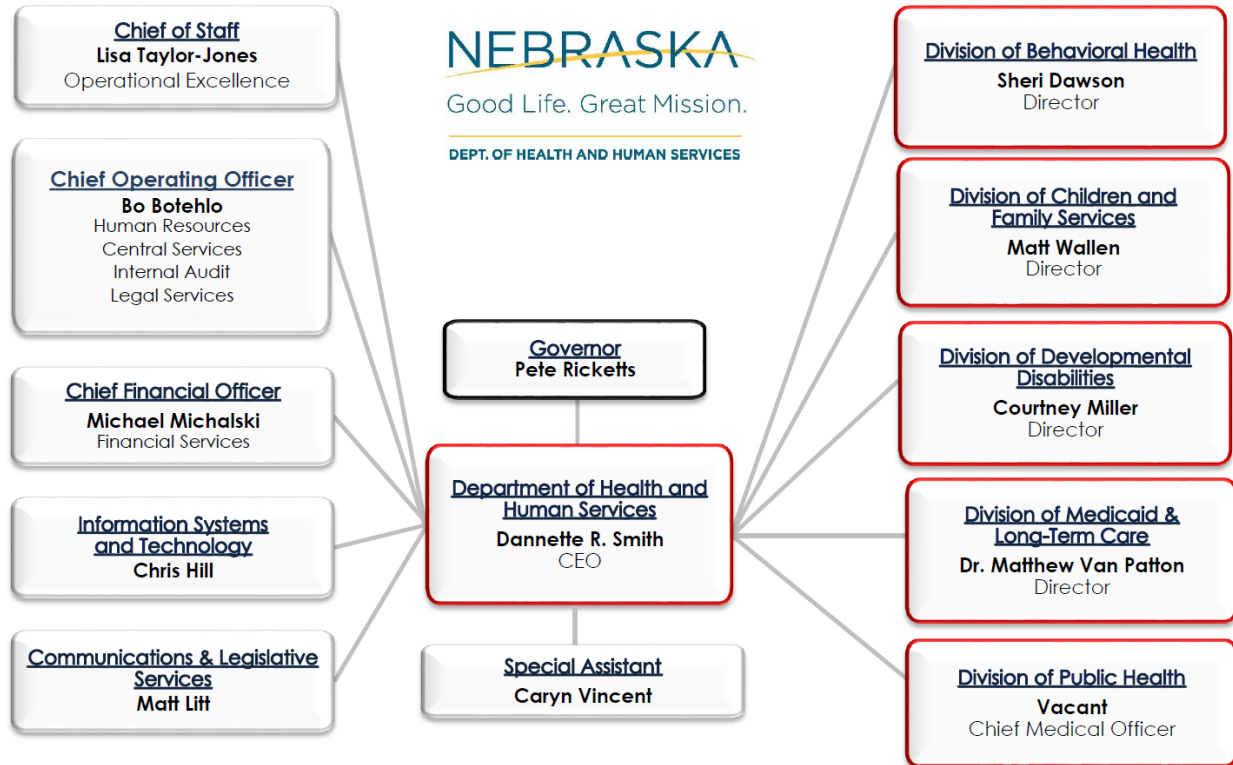 Chief of Staff
Lisa Taylor-Jones
Operational Excellence
Chief Operating Officer
Bo Botehlo
Human Resources
Central Services
Internal Audit
Legal Services
Chief Financial Officer
Michael Michalski
Financial Services
Information Systems
and Technology
Chris Hill
Communications & Legislative
Services
Matt Litt
NEBRASKA
Good Life. Great Mission.
DEPT. OF HEALTH AND HUMAN SERVICES
Governor
Pete Ricketts
Department of Health and
Human Services
Dannette R. Smith
CEO
Special Assistant
Caryn Vincent
Division of Behavioral Health
Sheri Dawson
Director
Division of Children and
Family Services
Matt Wallen
Director
Division of Developmental
Disabilities
Courtney Miller
Director
Division of Medicaid &
Long-Term Care
Dr. Matthew Van Patton
Director
Division of Public Health
Vacant
Chief Medical Officer